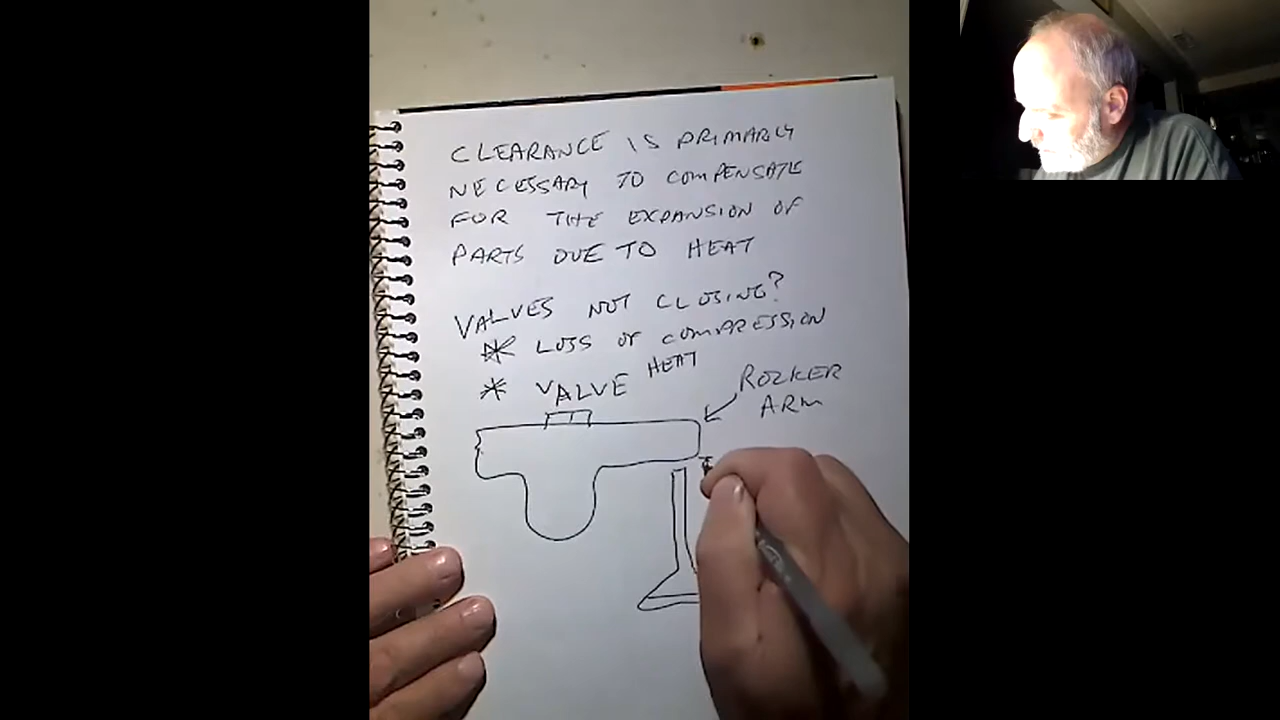 CLEARANCE IS PRIMARILY
NECESSARY TO COMPENSATE
FOR THE EXPANSION OF
PARTS DUE TO HEAT
VALVES NOT CLOSING?
* LOSS OF COMPRESSION
* VALVE HEAT
ROCKER
ARM